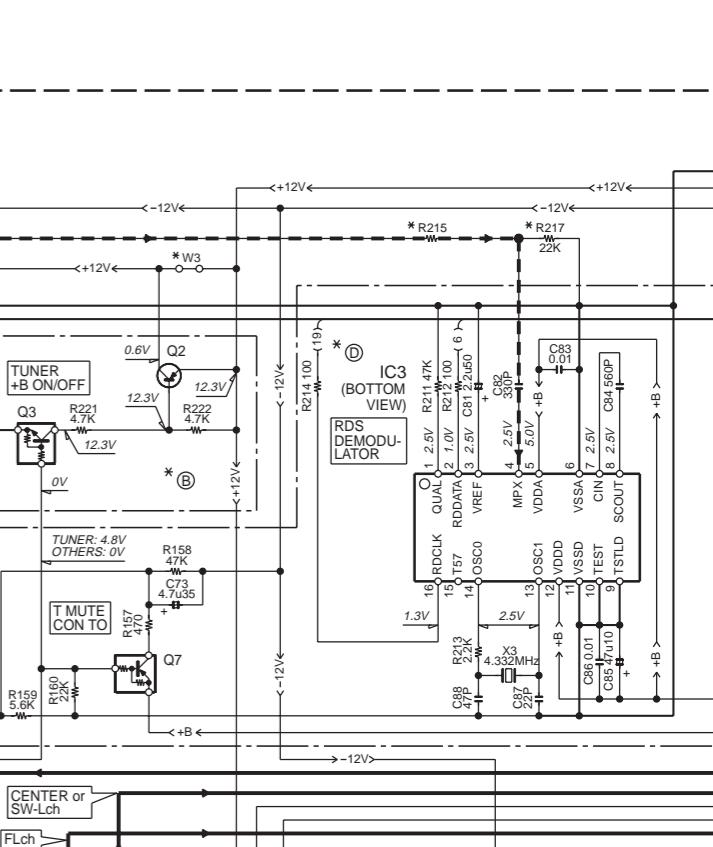 +12V
+12V
−12V
−12V
* R215
* R217
22K
+12V
* W3
0.6V
Q2
TUNER
+B ON/OFF
Q3
R221
4.7K
12.3V
12.3V
R222
4.7K
12.3V
0V
* B
+12V
−12V
R214 100
19
* D
IC3
(BOTTOM
VIEW)
RDS
DEMODU-
LATOR
R211 47K
6
C81 2.2u50
+
C82
330P
+B
C83
0.01
C84 560P
+B
2.5V
1.0V
2.5V
2.5V
5.0V
2.5V
2.5V
1 2 3 4 5 6 7 8
QUAL
RDDATA
VREF
MPX
VDDA
VSSA
CIN
SCOUT
RDCLK
T57
OSC0
OSC1
VDDD
VSSD
TEST
TSTLD
16 15 14 13 12 11 10 9
TUNER: 4.8V
OTHERS: 0V
R158
47K
C73
4.7u35
+
T MUTE
CON TO
R157
470
Q7
1.3V
2.5V
R213
2.2K
X3
4.332MHz
+B
C86 0.01
C85 47u10
+
+B
R159
5.6K
R160
22K
−12V
C88
47P
C87
22P
+B
−12V
CENTER or
SW-Lch
FLch